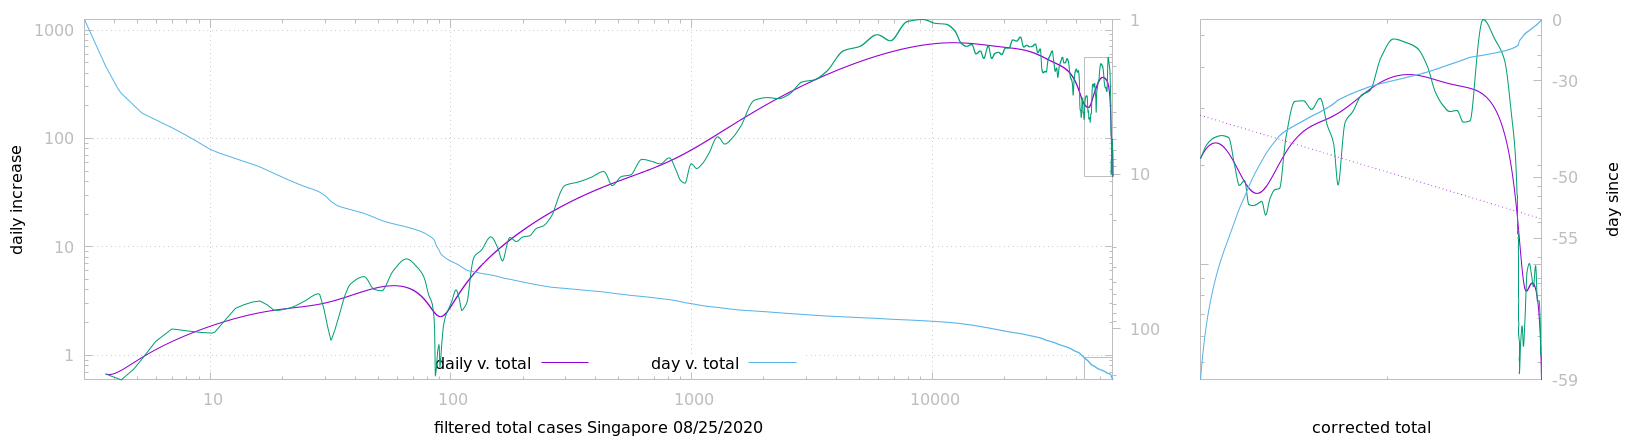 1000
100
10
1
daily increase
10
100
1000
10000
filtered total cases Singapore 08/25/2020
daily v. total
day v. total
1
10
100
0
-30
-50
-55
-59
day since
corrected total